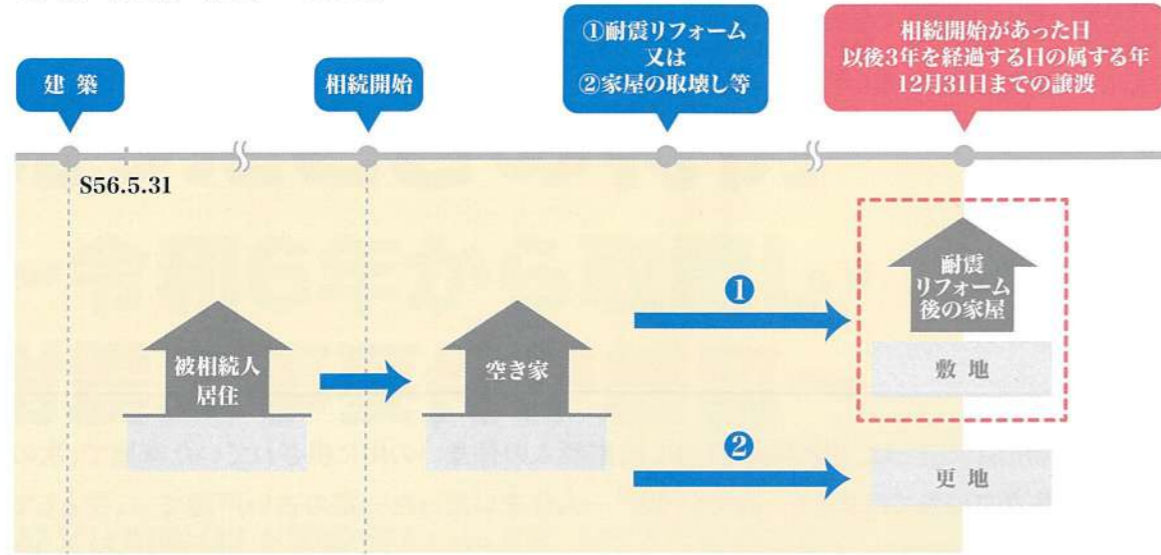 建 築
相続開始
①耐震リフォーム
又は
②家屋の取壊し等
相続開始があった日
以後3年を経過する日の属する年
12月31日までの譲渡
S56.5.31
被相続人
居住
空き家
❶
耐震
リフォーム
後の家屋
敷 地
❷
更 地